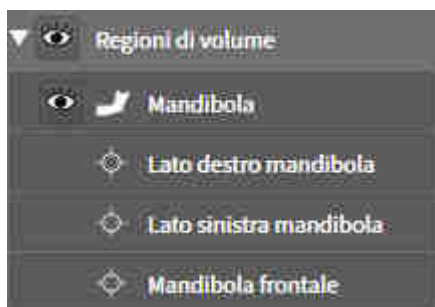 Regioni di volume
Mandibola
Lato destro mandibola
Lato sinistra mandibola
Mandibola frontale